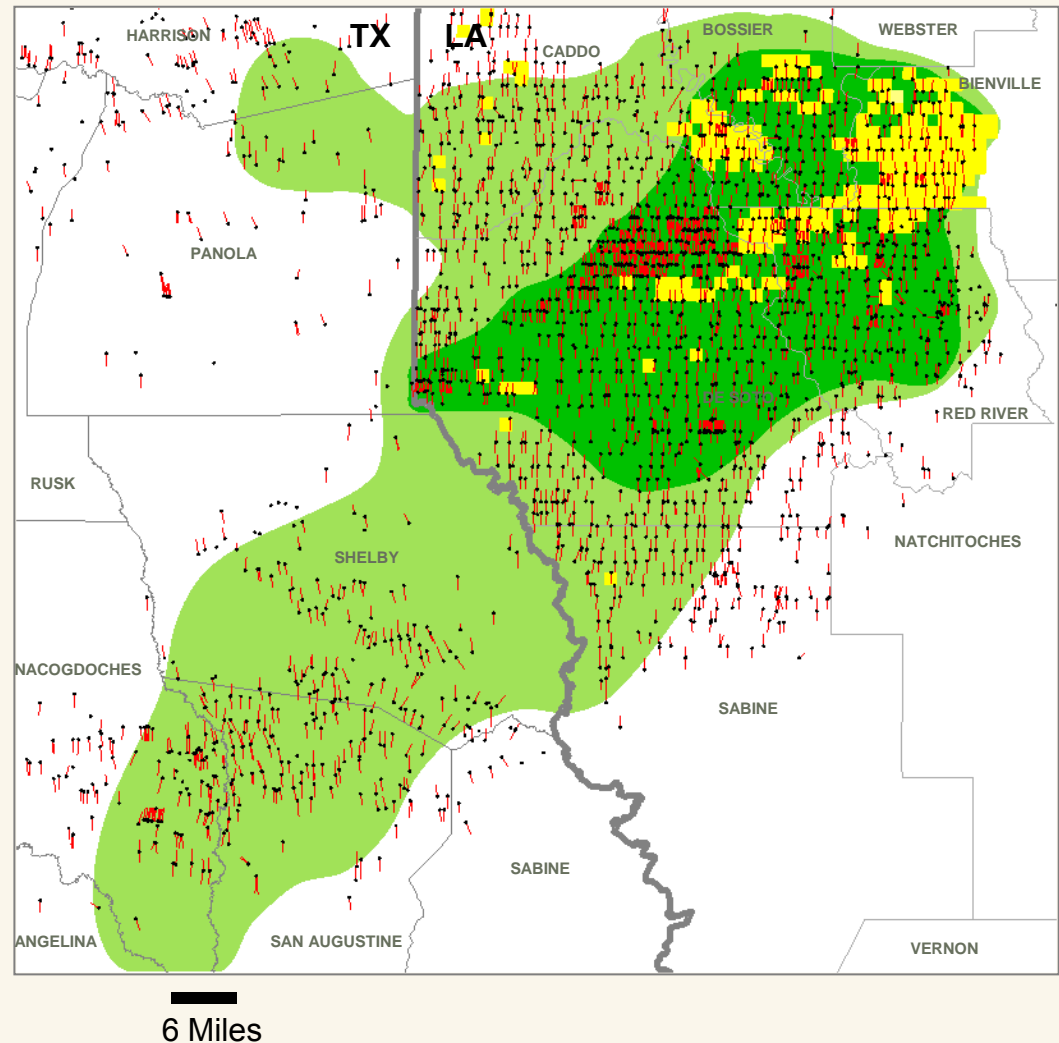 HARRISON
TX
LA
CADDO
BOSSIER
WEBSTER
BIENVILLE
PANOLA
DE SOTO
RED RIVER
RUSK
SHELBY
NATCHITOCHES
NACOGDOCHES
SABINE
SABINE
ANGELINA
SAN AUGUSTINE
VERNON
6 Miles